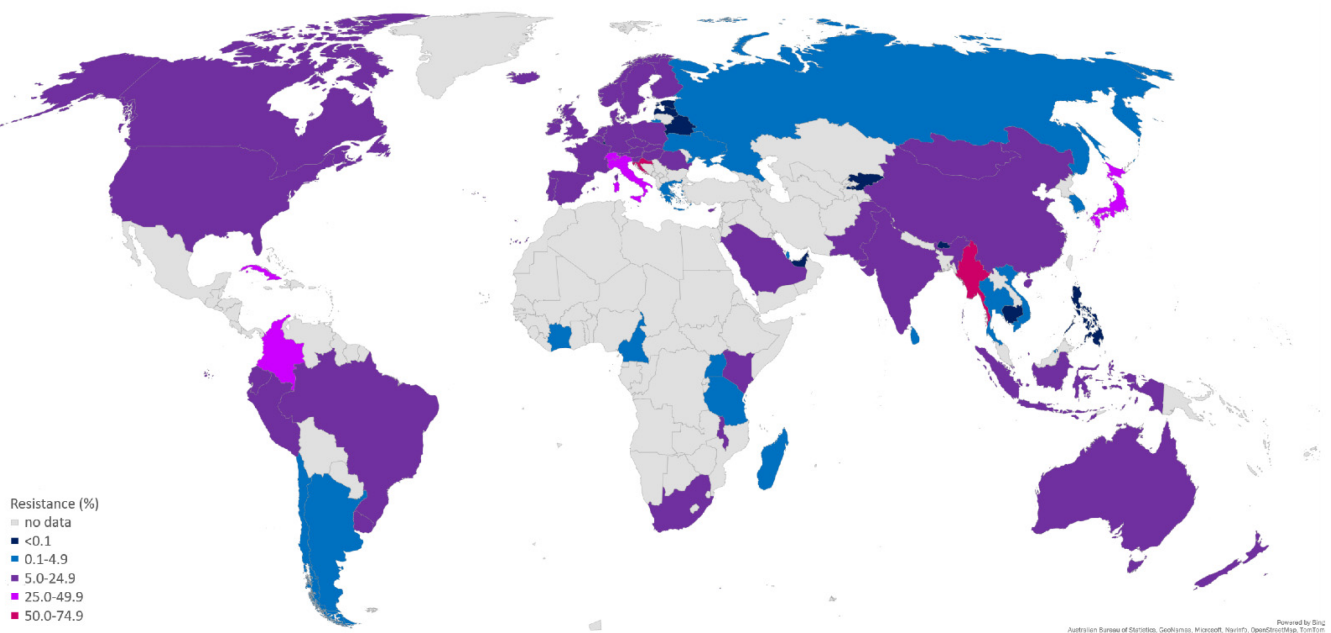 Resistance (%)
no data
<0.1
0.1-4.9
5.0-24.9
25.0-49.9
50.0-74.9
Powered by Bing
Australian Bureau of Statistics, GeoNames, Microsoft, Navinfo, OpenStreetMap, TomTom